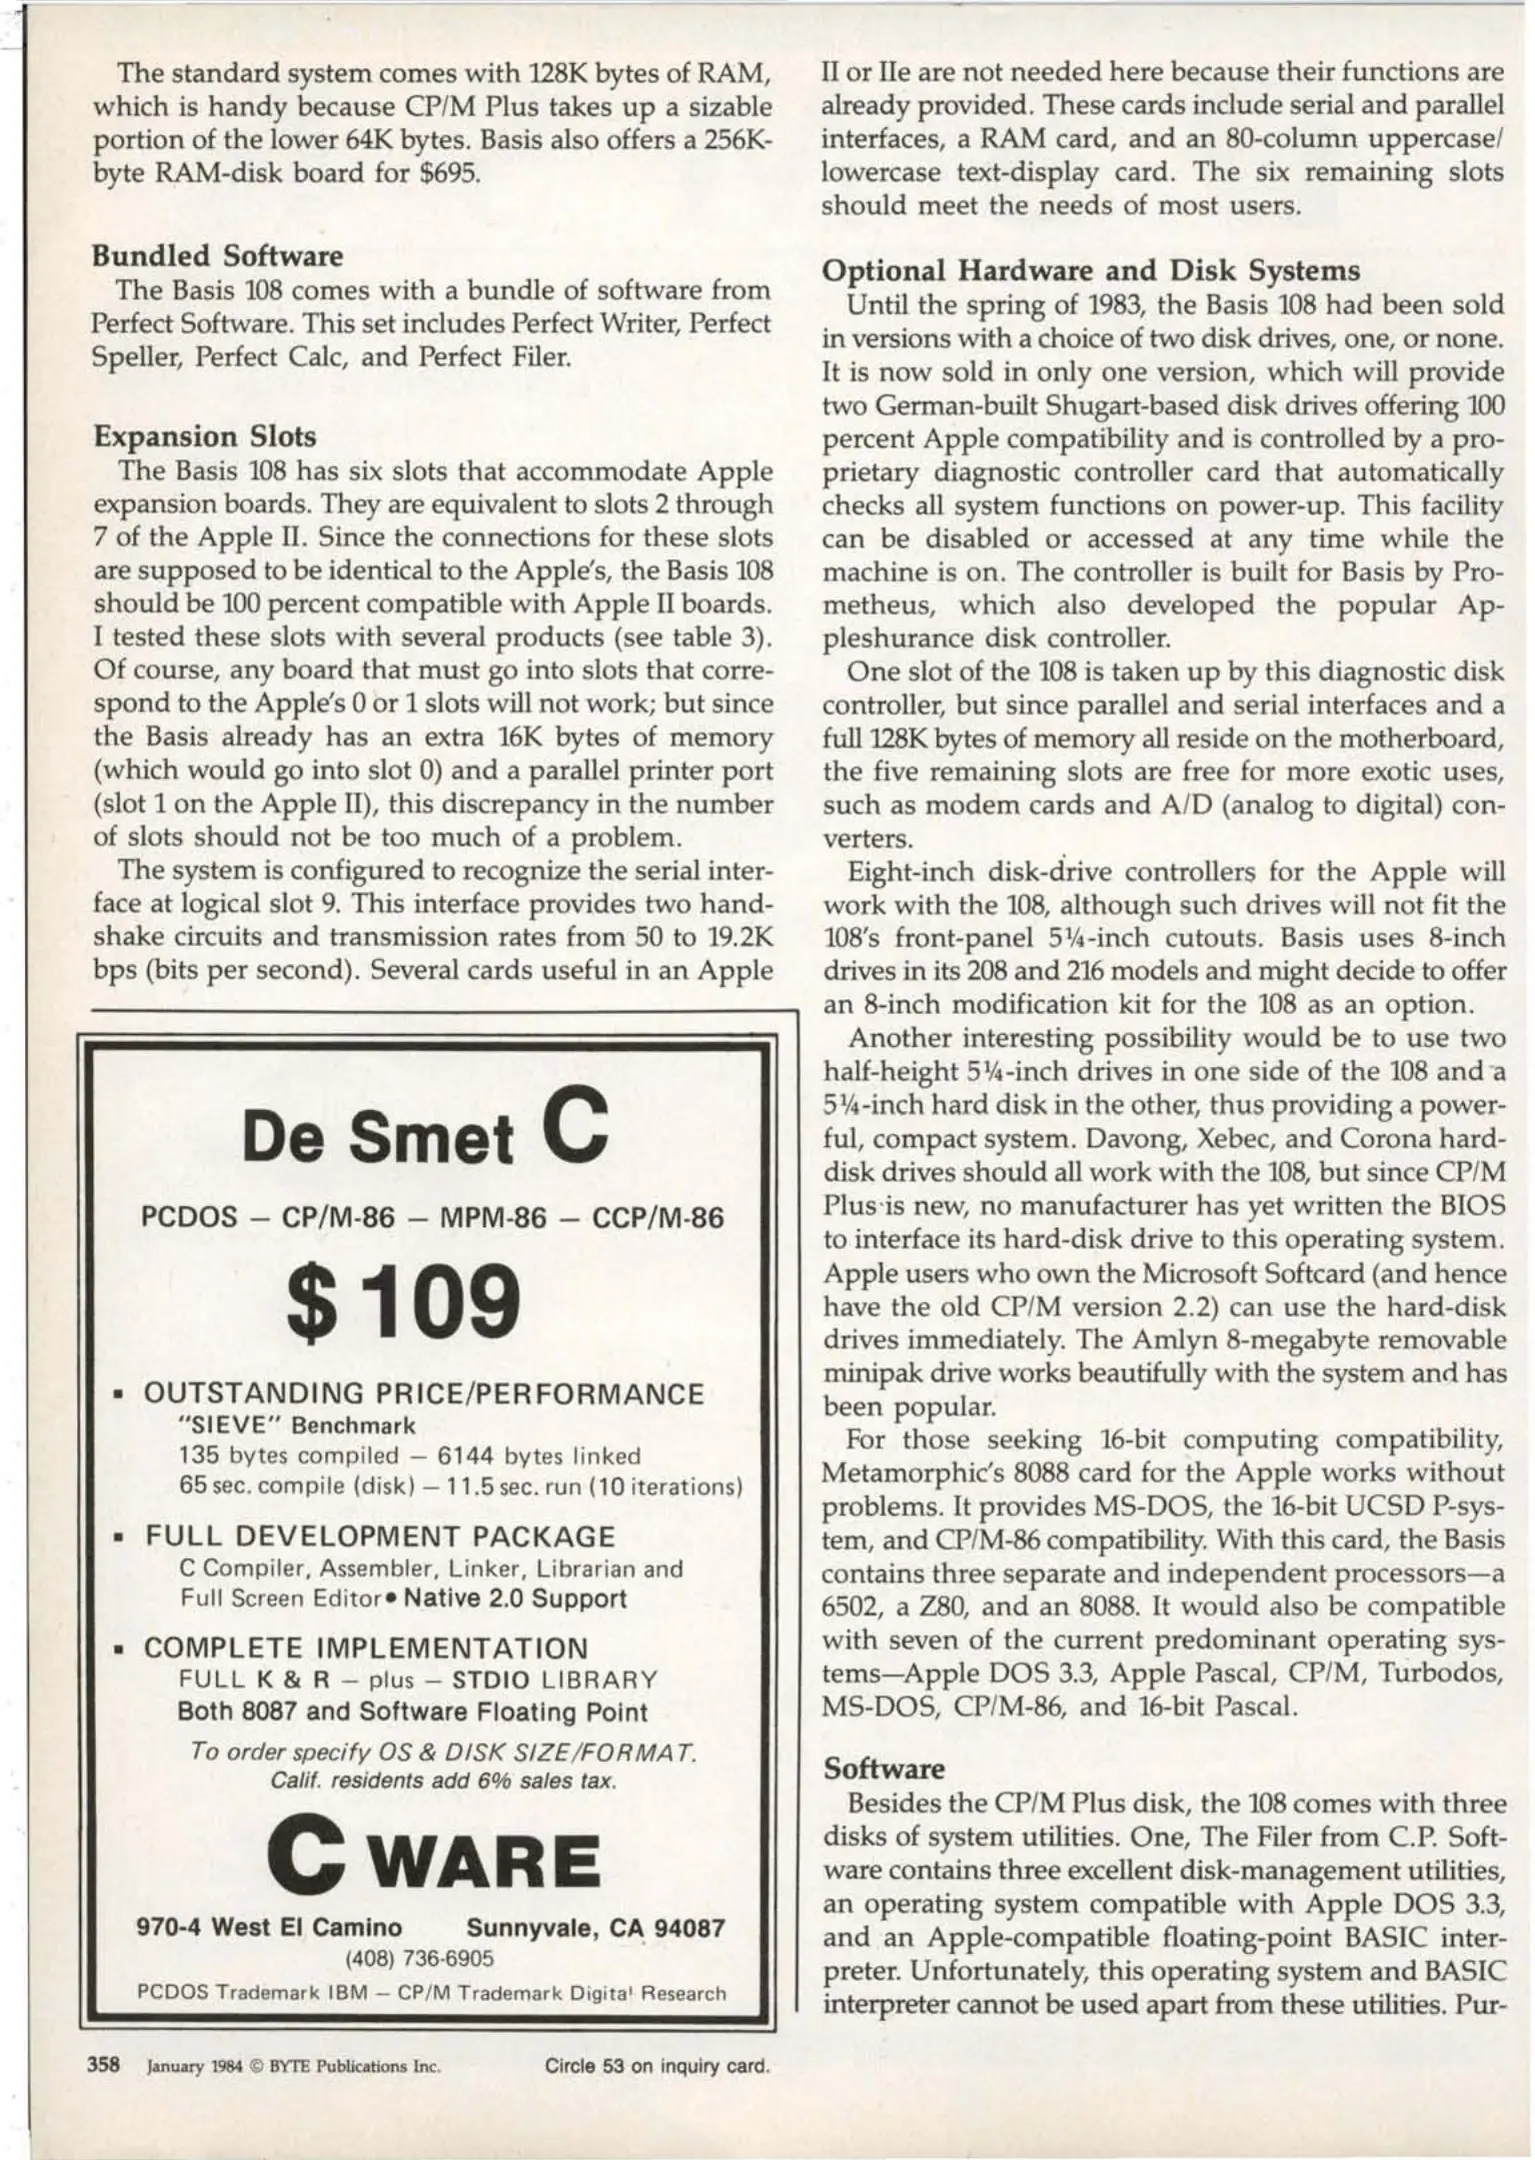 The standard system comes with 128K bytes of RAM,
which is handy because CP/M Plus takes up a sizable
portion of the lower 64K bytes. Basis also offers a 256K-
byte RAM-disk board for $695.
Bundled Software
The Basis 108 comes with a bundle of software from
Perfect Software. This set includes Perfect Writer, Perfect
Speller, Perfect Calc, and Perfect Filer.
Expansion Slots
The Basis 108 has six slots that accommodate Apple
expansion boards. They are equivalent to slots 2 through
7 of the Apple II. Since the connections for these slots
are supposed to be identical to the Apple's, the Basis 108
should be 100 percent compatible with Apple II boards.
I tested these slots with several products (see table 3).
Of course, any board that must go into slots that corre-
spond to the Apple's 0 or 1 slots will not work; but since
the Basis already has an extra 16K bytes of memory
(which would go into slot 0) and a parallel printer port
(slot 1 on the Apple II), this discrepancy in the number
of slots should not be too much of a problem.
The system is configured to recognize the serial inter-
face at logical slot 9. This interface provides two hand-
shake circuits and transmission rates from 50 to 19.2K
bps (bits per second). Several cards useful in an Apple
II or IIe are not needed here because their functions are
already provided. These cards include serial and parallel
interfaces, a RAM card, and an 80-column uppercase/
lowercase text-display card. The six remaining slots
should meet the needs of most users.
Optional Hardware and Disk Systems
Until the spring of 1983, the Basis 108 had been sold
in versions with a choice of two disk drives, one, or none.
It is now sold in only one version, which will provide
two German-built Shugart-based disk drives offering 100
percent Apple compatibility and is controlled by a pro-
prietary diagnostic controller card that automatically
checks all system functions on power-up. This facility
can be disabled or accessed at any time while the
machine is on. The controller is built for Basis by Pro-
metheus, which also developed the popular Ap-
pleshurance disk controller.
One slot of the 108 is taken up by this diagnostic disk
controller, but since parallel and serial interfaces and a
full 128K bytes of memory all reside on the motherboard,
the five remaining slots are free for more exotic uses,
such as modem cards and A/D (analog to digital) con-
verters.
Eight-inch disk-drive controllers for the Apple will
work with the 108, although such drives will not fit the
108's front-panel 5¼-inch cutouts. Basis uses 8-inch
drives in its 208 and 216 models and might decide to offer
an 8-inch modification kit for the 108 as an option.
Another interesting possibility would be to use two
half-height 5¼-inch drives in one side of the 108 and a
5¼-inch hard disk in the other, thus providing a power-
ful, compact system. Davong, Xebec, and Corona hard-
disk drives should all work with the 108, but since CP/M
Plus is new, no manufacturer has yet written the BIOS
to interface its hard-disk drive to this operating system.
Apple users who own the Microsoft Softcard (and hence
have the old CP/M version 2.2) can use the hard-disk
drives immediately. The Amlyn 8-megabyte removable
minipak drive works beautifully with the system and has
been popular.
For those seeking 16-bit computing compatibility,
Metamorphic's 8088 card for the Apple works without
problems. It provides MS-DOS, the 16-bit UCSD P-sys-
tem, and CP/M-86 compatibility. With this card, the Basis
contains three separate and independent processors—a
6502, a Z80, and an 8088. It would also be compatible
with seven of the current predominant operating sys-
tems—Apple DOS 3.3, Apple Pascal, CP/M, Turbodos,
MS-DOS, CP/M-86, and 16-bit Pascal.
Software
Besides the CP/M Plus disk, the 108 comes with three
disks of system utilities. One, The Filer from C.P. Soft-
ware contains three excellent disk-management utilities,
an operating system compatible with Apple DOS 3.3,
and an Apple-compatible floating-point BASIC inter-
preter. Unfortunately, this operating system and BASIC
interpreter cannot be used apart from these utilities. Pur-
De Smet C
PCDOS – CP/M-86 – MPM-86 – CCP/M-86
$109
▪ OUTSTANDING PRICE/PERFORMANCE
"SIEVE" Benchmark
135 bytes compiled – 6144 bytes linked
65 sec. compile (disk) – 11.5 sec. run (10 iterations)
▪ FULL DEVELOPMENT PACKAGE
C Compiler, Assembler, Linker, Librarian and
Full Screen Editor • Native 2.0 Support
▪ COMPLETE IMPLEMENTATION
FULL K & R – plus – STDIO LIBRARY
Both 8087 and Software Floating Point
To order specify OS & DISK SIZE/FORMAT.
Calif. residents add 6% sales tax.
C WARE
970-4 West El Camino Sunnyvale, CA 94087
(408) 736-6905
PCDOS Trademark IBM – CP/M Trademark Digital Research
358 January 1984 © BYTE Publications Inc. Circle 53 on inquiry card.